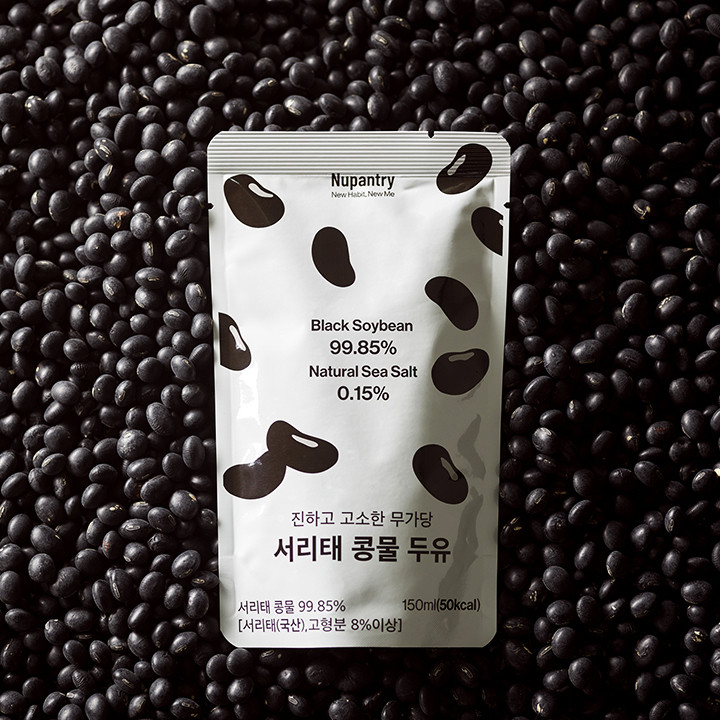 Nupantry
New Habit, New Me
Black Soybean
99.85%
Natural Sea Salt
0.15%
진하고 고소한 무가당
서리태 콩물 두유
서리태 콩물 99.85%
150ml(50kcal)
[서리태(국산),고형분 8%이상]